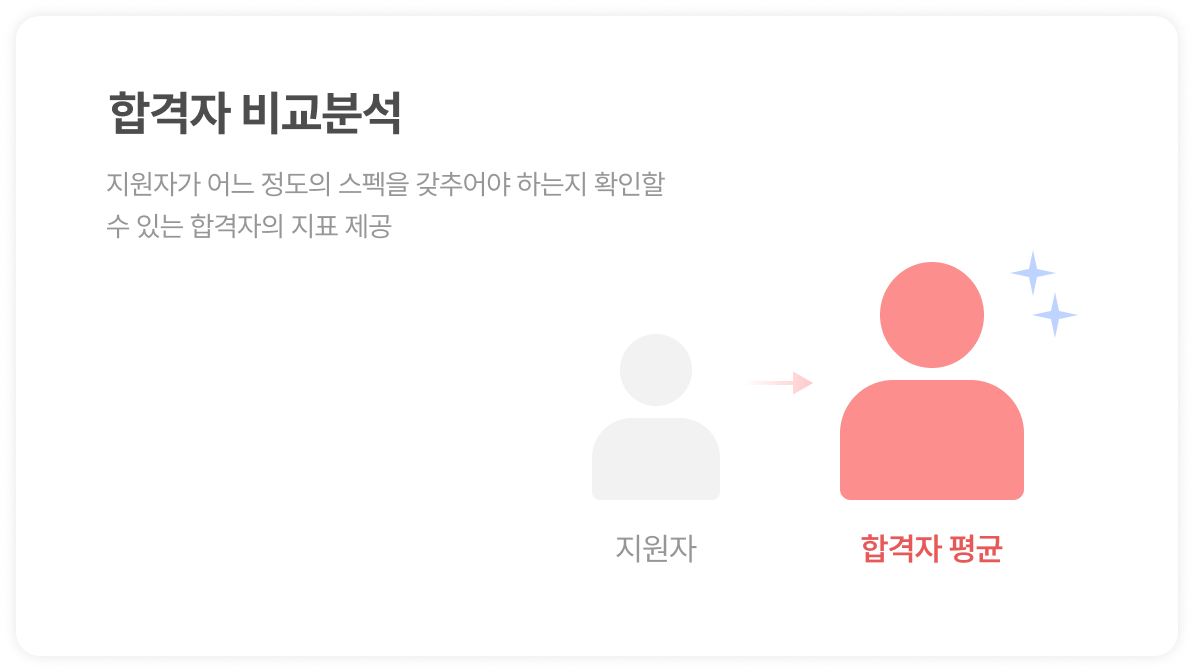 합격자 비교분석
지원자가 어느 정도의 스펙을 갖추어야 하는지 확인할
수 있는 합격자의 지표 제공
지원자
합격자 평균